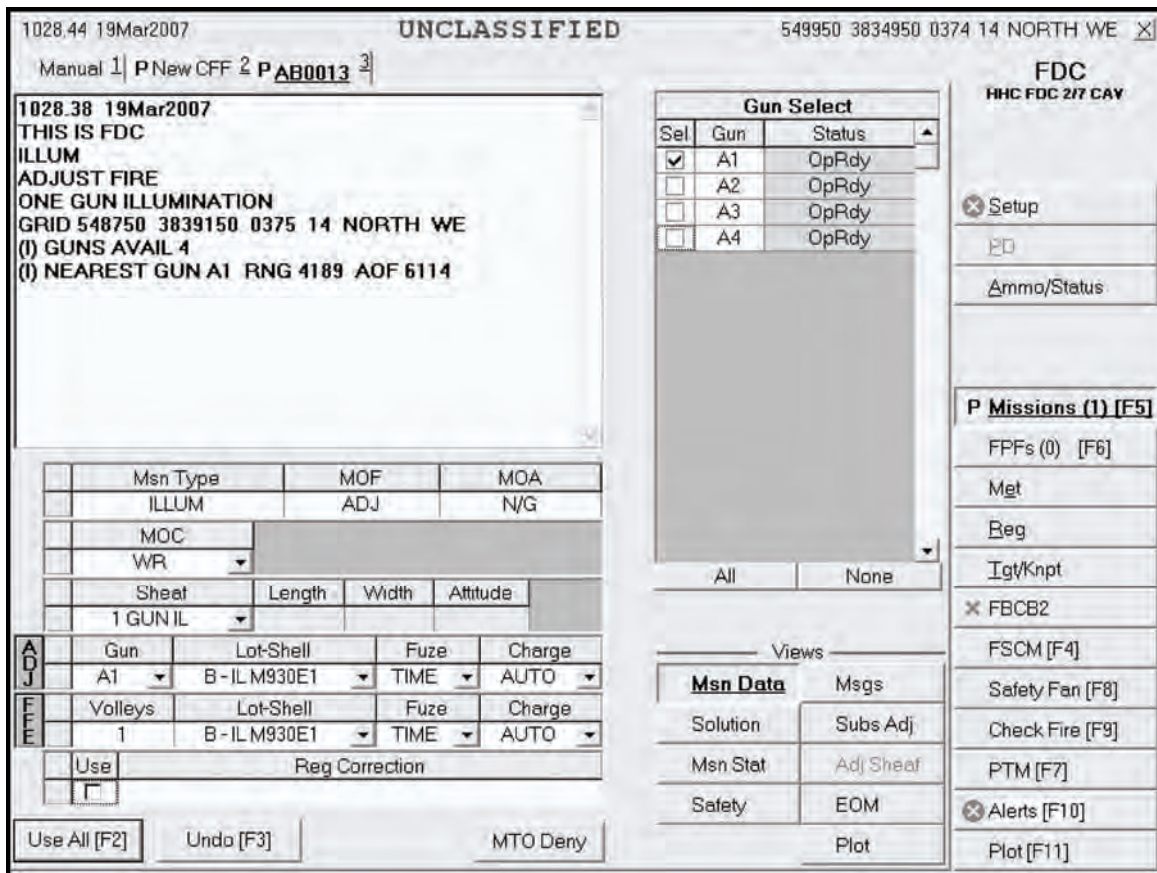 1028.44 19Mar2007 UNCLASSIFIED 549950 3834950 0374 14 NORTH WE X
Manual 1 P New CFF 2 P AB0013 3
FDC
HHC FDC 2/7 CAV
1028.38 19Mar2007
THIS IS FDC
ILLUM
ADJUST FIRE
ONE GUN ILLUMINATION
GRID 548750 3839150 0375 14 NORTH WE
(I) GUNS AVAIL 4
(I) NEAREST GUN A1 RNG 4189 AOF 6114
Gun Select
Sel Gun Status
A1 OpRdy
A2 OpRdy
A3 OpRdy
A4 OpRdy
All None
Msn Type MOF MOA
ILLUM ADJ N/G
MOC
WR
Sheaf Length Width Attitude
1 GUN IL
ADJ
Gun Lot-Shell Fuze Charge
A1 B - IL M930E1 TIME AUTO
FFE
Volleys Lot-Shell Fuze Charge
1 B - IL M930E1 TIME AUTO
Use Reg Correction
Use All [F2] Undo [F3] MTO Deny
Views
Msn Data Msgs
Solution Subs Adj
Msn Stat Adj Sheaf
Safety EOM
Plot
Setup
PD
Ammo/Status
P Missions (1) [F5]
FPFs (0) [F6]
Met
Reg
Tgt/Knpt
FBCB2
FSCM [F4]
Safety Fan [F8]
Check Fire [F9]
PTM [F7]
Alerts [F10]
Plot [F11]